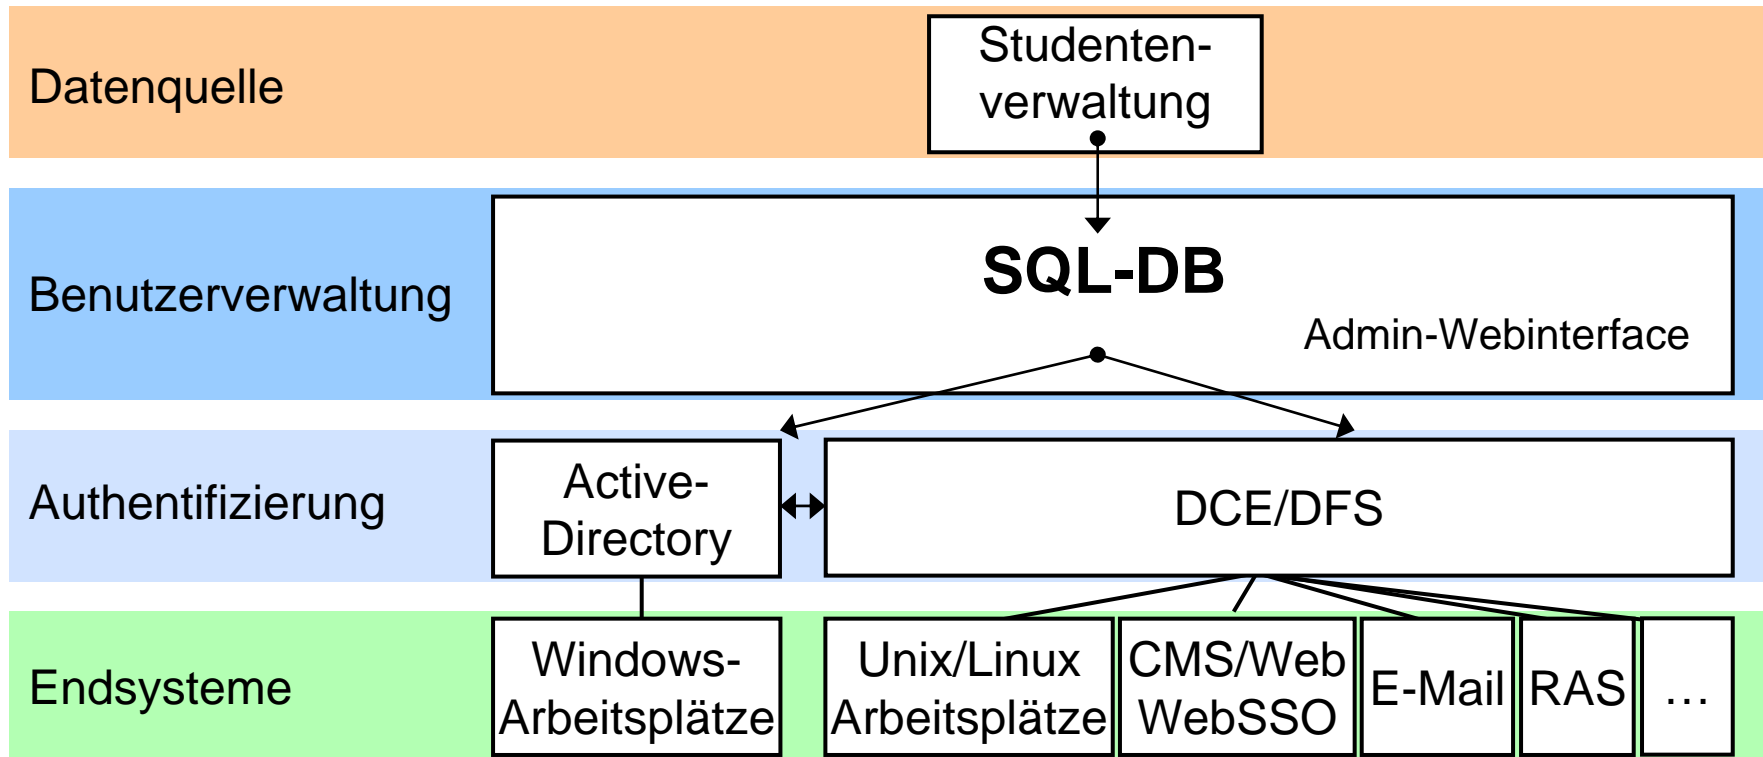 Datenquelle
Studenten-
verwaltung
Benutzerverwaltung
SQL-DB
Admin-Webinterface
Authentifizierung
Active-
Directory
DCE/DFS
Endsysteme
Windows-
Arbeitsplätze
Unix/Linux
Arbeitsplätze
CMS/Web
WebSSO
E-Mail
RAS
…